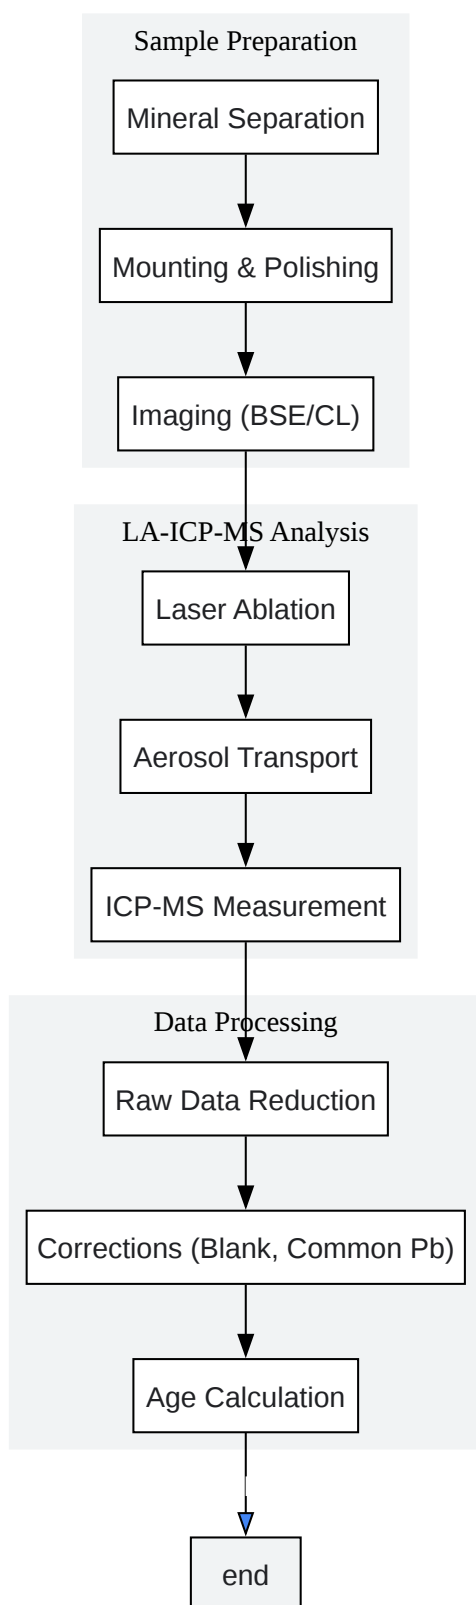 Sample Preparation
Mineral Separation
Mounting & Polishing
Imaging (BSE/CL)
LA-ICP-MS Analysis
Laser Ablation
Aerosol Transport
ICP-MS Measurement
Data Processing
Raw Data Reduction
Corrections (Blank, Common Pb)
Age Calculation
end